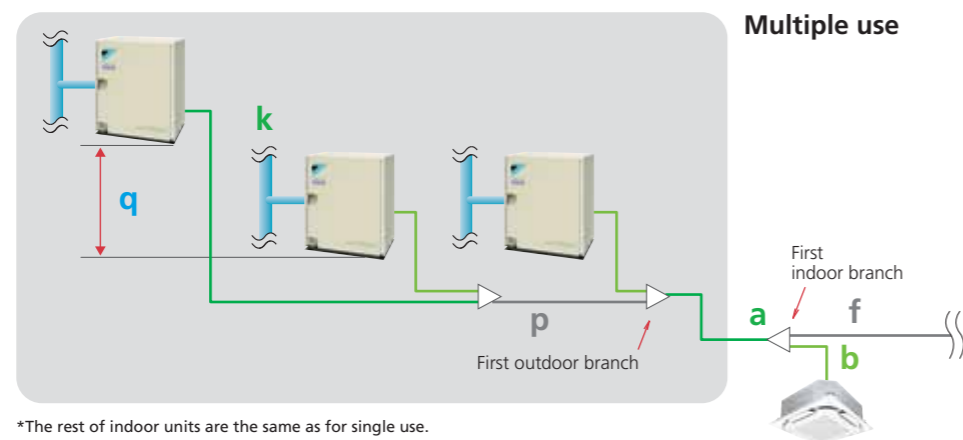 Multiple use
k
q
First
indoor branch
a
f
p
b
First outdoor branch
*The rest of indoor units are the same as for single use.